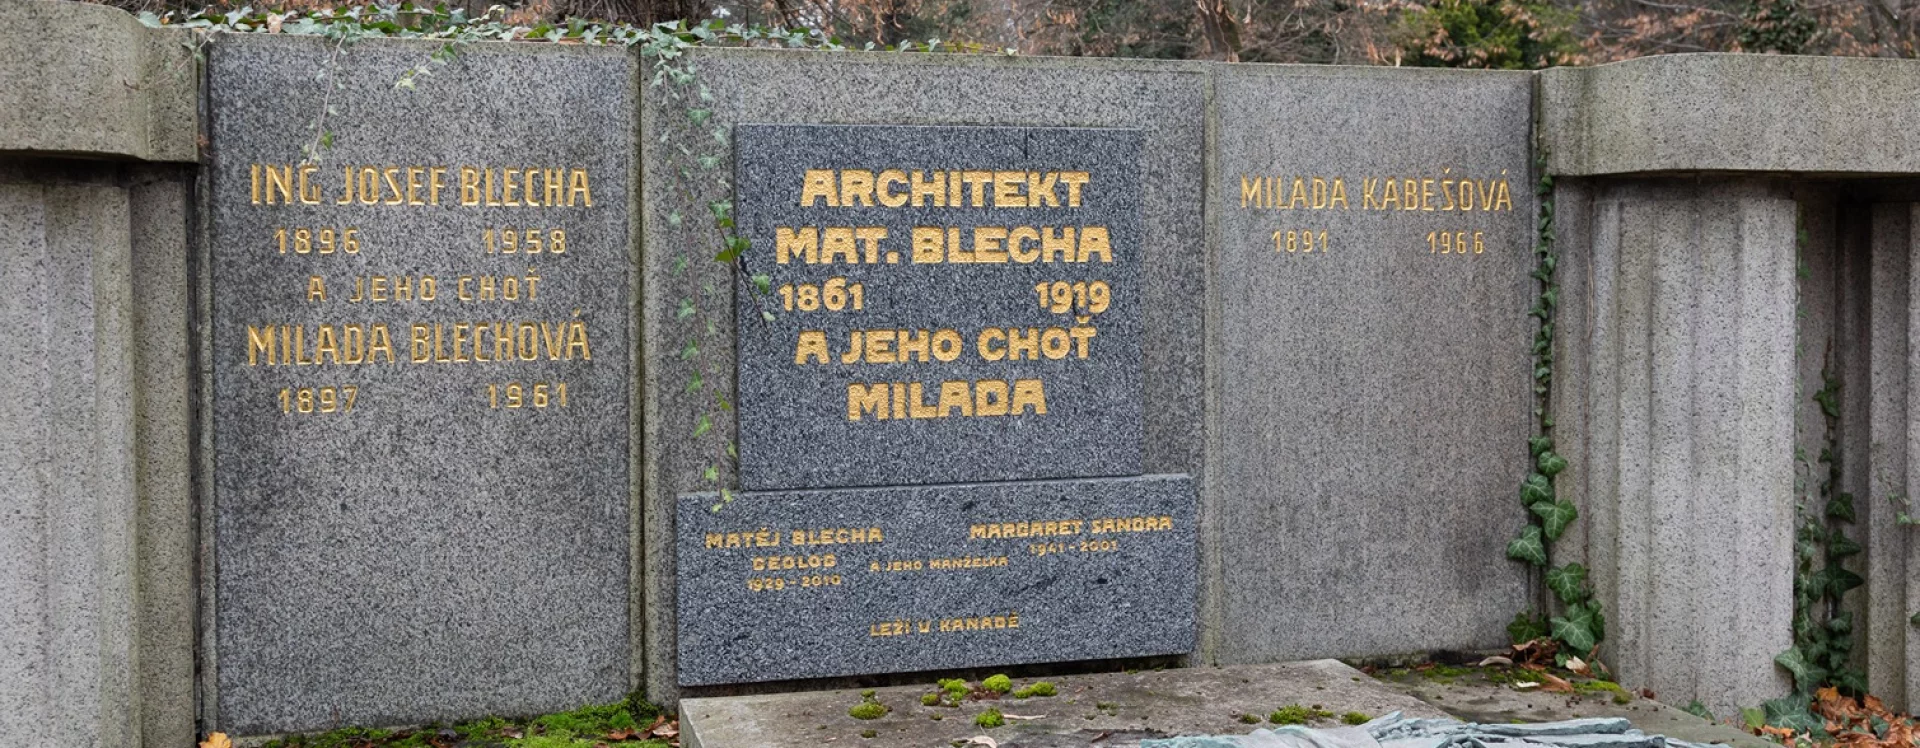 ING JOSEF BLECHA
1896 1958
A JEHO CHOŤ
MILADA BLECHOVÁ
1897 1961
ARCHITEKT
MAT. BLECHA
1861 1919
A JEHO CHOŤ
MILADA
MATĚJ BLECHA
GEOLOG
1929-2010
A JEHO MANŽELKA
MARGARET SANDRA
1941-2001
LEŽÍ V KANADĚ
MILADA KABEŠOVÁ
1891 1966